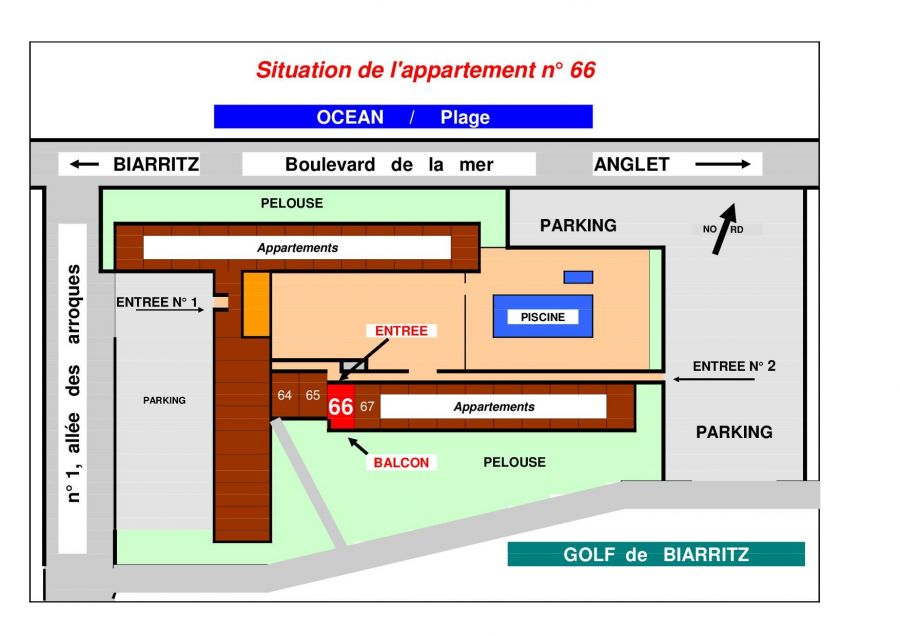 Situation de l'appartement n° 66
OCEAN / Plage
BIARRITZ
Boulevard de la mer
ANGLET
PELOUSE
PARKING
NORD
Appartements
n° 1, allée des arroques
ENTREE N° 1
PISCINE
ENTREE
ENTREE N° 2
PARKING
64
65
66
67
Appartements
PARKING
BALCON
PELOUSE
GOLF de BIARRITZ